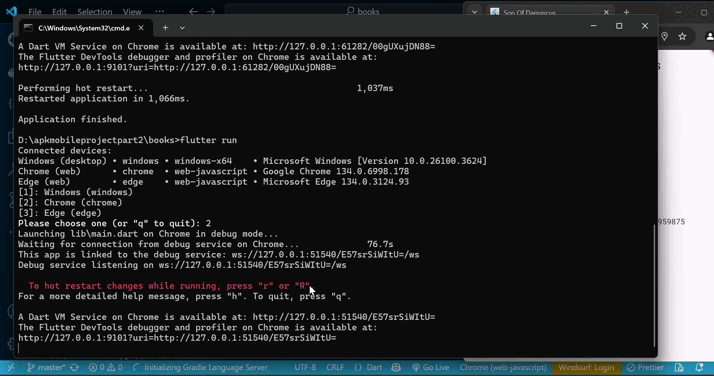 File Edit Selection View ... books
Son Of Damascus
C:\Windows\System32\cmd.e
A Dart VM Service on Chrome is available at: http://127.0.0.1:61282/00gUXujDN88=
The Flutter DevTools debugger and profiler on Chrome is available at:
http://127.0.0.1:9101?uri=http://127.0.0.1:61282/00gUXujDN88=
Performing hot restart... 1,037ms
Restarted application in 1,066ms.
Application finished.
D:\apkmobileprojectpart2\books>flutter run
Connected devices:
Windows (desktop) • windows • windows-x64 • Microsoft Windows [Version 10.0.26100.3624]
Chrome (web) • chrome • web-javascript • Google Chrome 134.0.6998.178
Edge (web) • edge • web-javascript • Microsoft Edge 134.0.3124.93
[1]: Windows (windows)
[2]: Chrome (chrome)
[3]: Edge (edge)
Please choose one (or "q" to quit): 2
Launching lib\main.dart on Chrome in debug mode...
Waiting for connection from debug service on Chrome... 76.7s
This app is linked to the debug service: ws://127.0.0.1:51540/E57srSiWItU=/ws
Debug service listening on ws://127.0.0.1:51540/E57srSiWItU=/ws
To hot restart changes while running, press "r" or "R".
For a more detailed help message, press "h". To quit, press "q".
A Dart VM Service on Chrome is available at: http://127.0.0.1:51540/E57srSiWItU=
The Flutter DevTools debugger and profiler on Chrome is available at:
http://127.0.0.1:9101?uri=http://127.0.0.1:51540/E57srSiWItU=
959875
master* 0 0 Initializing Gradle Language Server UTF-8 CRLF {} Dart Go Live Chrome (web-javascript) Windsurf: Login Prettier